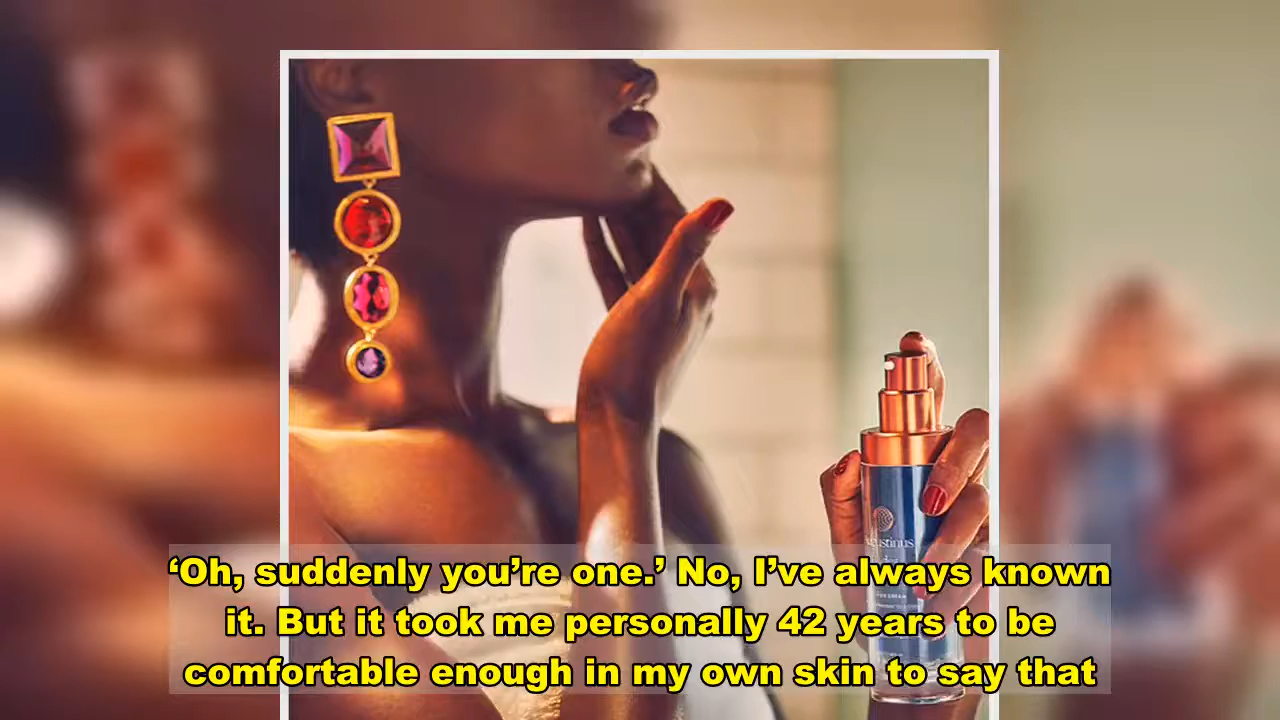 ‘Oh, suddenly you’re one.’ No, I’ve always known
it. But it took me personally 42 years to be
comfortable enough in my own skin to say that